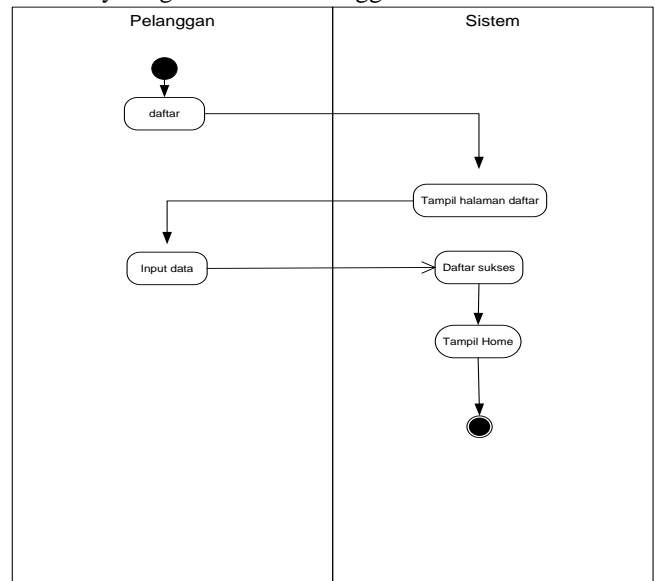 Pelanggan
Sistem
daftar
Tampil halaman daftar
Input data
Daftar sukses
Tampil Home